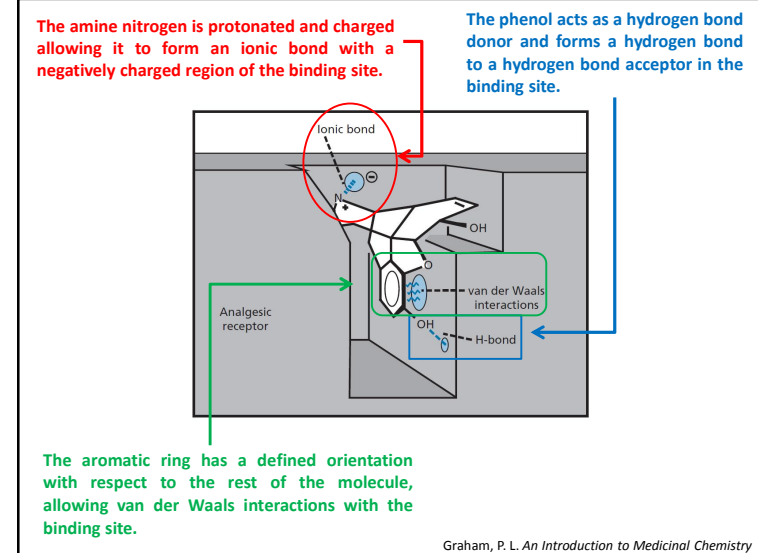 The amine nitrogen is protonated and charged
allowing it to form an ionic bond with a
negatively charged region of the binding site.
The phenol acts as a hydrogen bond
donor and forms a hydrogen bond
to a hydrogen bond acceptor in the
binding site.
Ionic bond
⊖
N
+
OH
O
van der Waals
interactions
Analgesic
receptor
OH
H-bond
The aromatic ring has a defined orientation
with respect to the rest of the molecule,
allowing van der Waals interactions with the
binding site.
Graham, P. L. An Introduction to Medicinal Chemistry